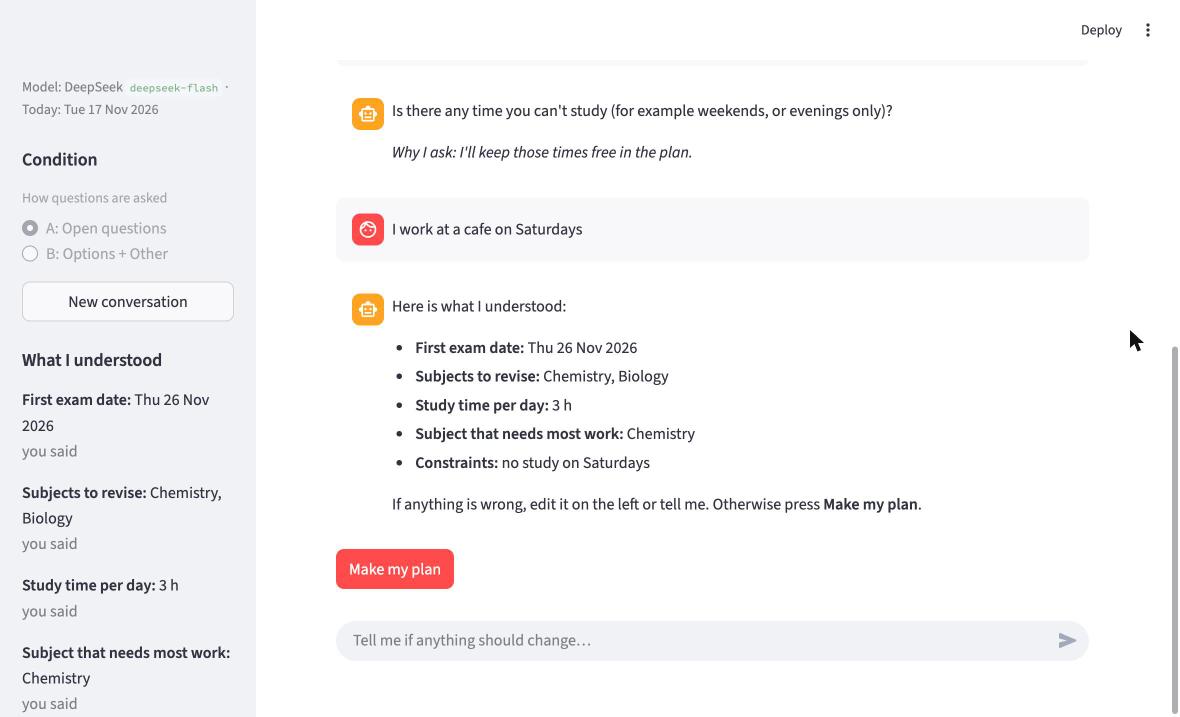 Deploy
Model: DeepSeek deepseek-flash ·
Today: Tue 17 Nov 2026
Condition
How questions are asked
A: Open questions
B: Options + Other
New conversation
What I understood
First exam date: Thu 26 Nov
2026
you said
Subjects to revise: Chemistry,
Biology
you said
Study time per day: 3 h
you said
Subject that needs most work:
Chemistry
you said
Is there any time you can't study (for example weekends, or evenings only)?
Why I ask: I'll keep those times free in the plan.
I work at a cafe on Saturdays
Here is what I understood:
• First exam date: Thu 26 Nov 2026
• Subjects to revise: Chemistry, Biology
• Study time per day: 3 h
• Subject that needs most work: Chemistry
• Constraints: no study on Saturdays
If anything is wrong, edit it on the left or tell me. Otherwise press Make my plan.
Make my plan
Tell me if anything should change…